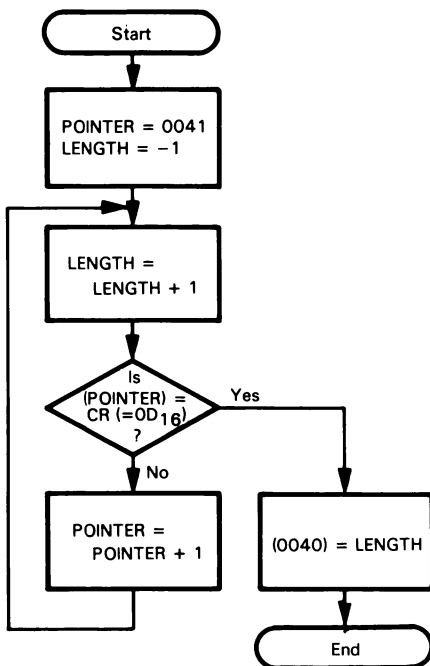 Start
POINTER = 0041
LENGTH = -1
LENGTH =
LENGTH + 1
Is
(POINTER) =
CR (=0D16)
?
Yes
No
POINTER =
POINTER + 1
(0040) = LENGTH
End